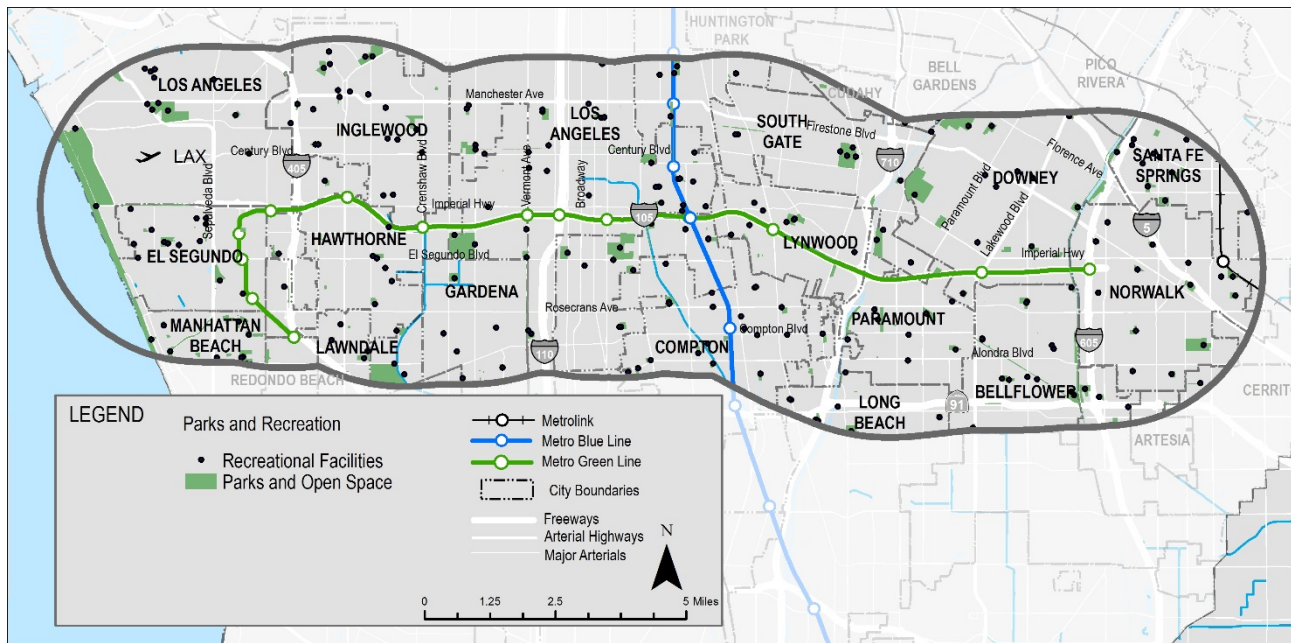 HUNTINGTON
PARK
BELL
GARDENS
PICO
RIVERA
CUDAHY
LOS ANGELES
Manchester Ave
LOS
ANGELES
INGLEWOOD
SOUTH
GATE
Firestone Blvd
Florence Ave
SANTA FE
SPRINGS
LAX
Century Blvd
405
Century Blvd
710
DOWNEY
Sepulveda Blvd
Crenshaw Blvd
Vermont Ave
Broadway
Paramount Blvd
Lakewood Blvd
Imperial Hwy
105
5
HAWTHORNE
LYNWOOD
EL SEGUNDO
El Segundo Blvd
Imperial Hwy
GARDENA
NORWALK
Rosecrans Ave
MANHATTAN
BEACH
LAWNDALE
110
COMPTON
Compton Blvd
PARAMOUNT
Alondra Blvd
605
REDONDO BEACH
BELLFLOWER
LONG
BEACH
91
CERRIT
ARTESIA
LEGEND
Parks and Recreation
Recreational Facilities
Parks and Open Space
Metrolink
Metro Blue Line
Metro Green Line
City Boundaries
Freeways
Arterial Highways
Major Arterials
N
0 1.25 2.5 5 Miles